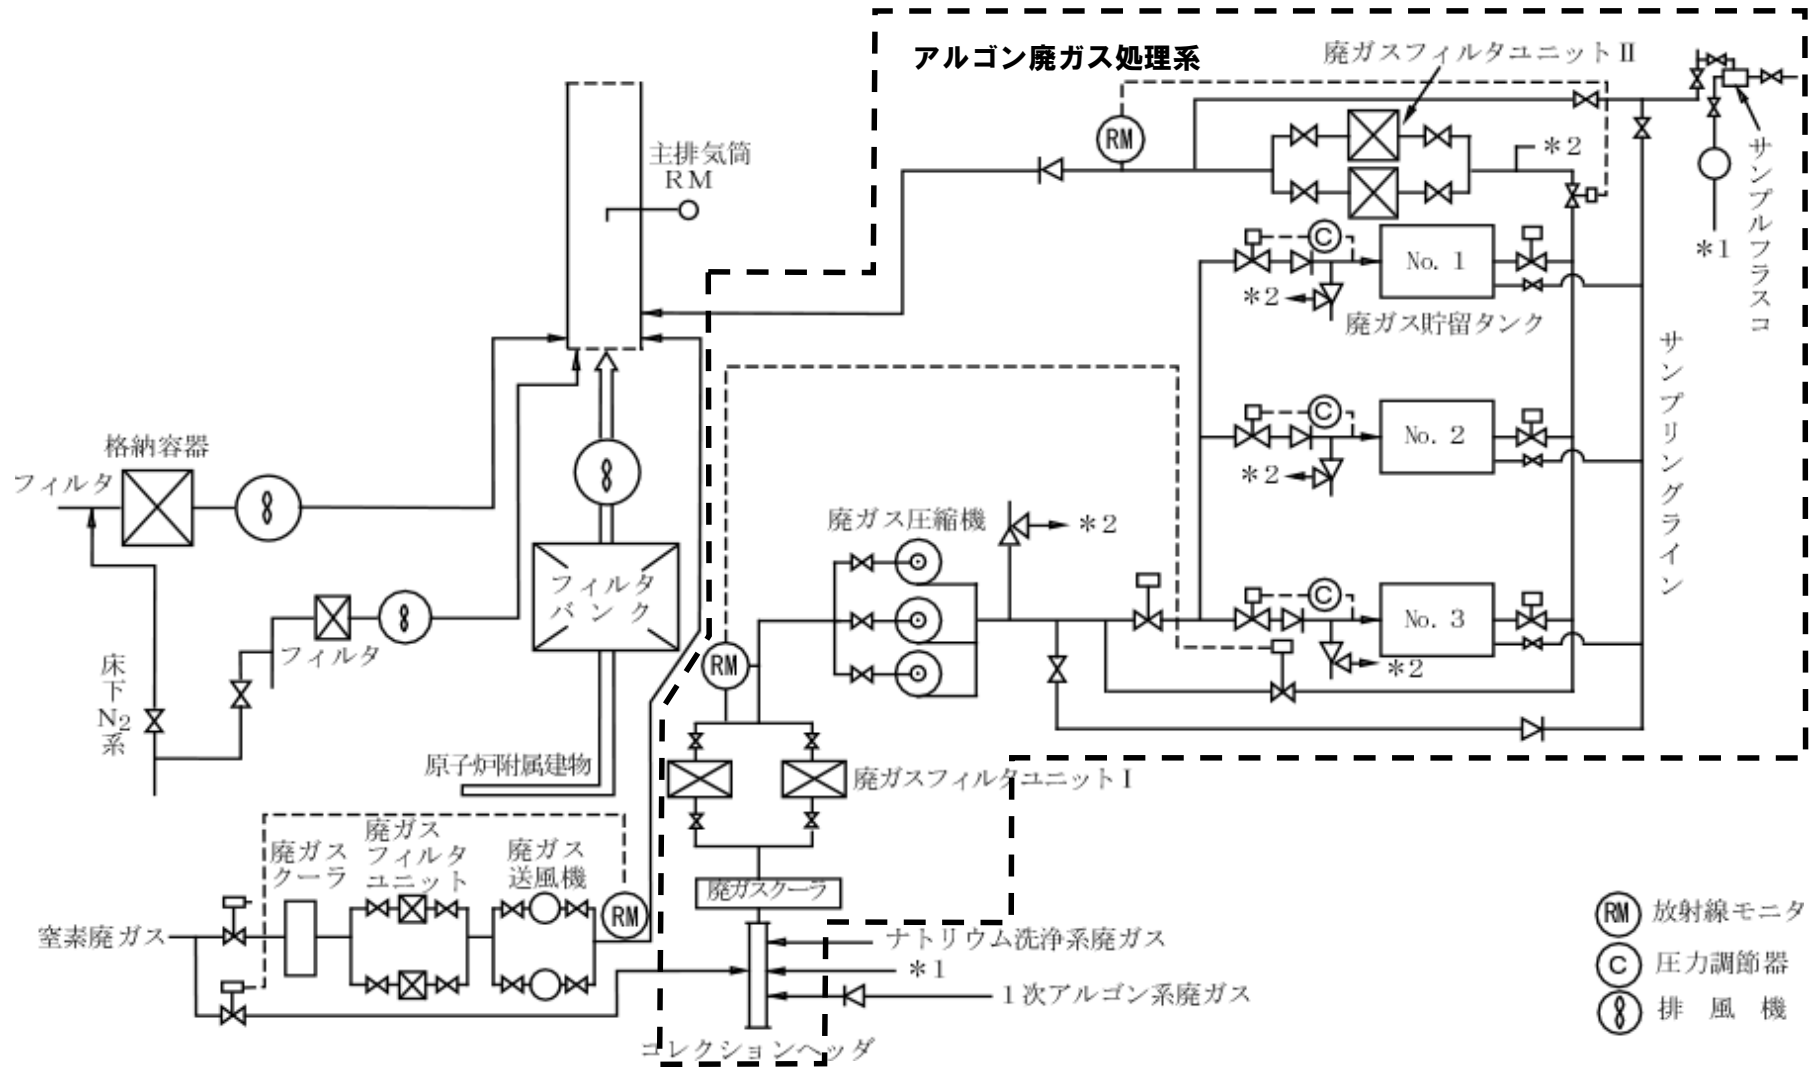 アルゴン廃ガス処理系
廃ガスフィルタユニットⅡ
RM
主排気筒
RM
＊2
サンプルフラスコ
＊1
C
No. 1
＊2
廃ガス貯留タンク
サンプリングライン
C
No. 2
＊2
格納容器
フィルタ
廃ガス圧縮機
＊2
フィルタ
バンク
C
No. 3
＊2
フィルタ
RM
床下
N2
系
原子炉附属建物
廃ガスフィルタユニットⅠ
廃ガス
クーラ
廃ガス
フィルタ
ユニット
廃ガス
送風機
廃ガスクーラ
RM
窒素廃ガス
ナトリウム洗浄系廃ガス
＊1
1次アルゴン系廃ガス
コレクションヘッダ
RM 放射線モニタ
C 圧力調節器
排風機